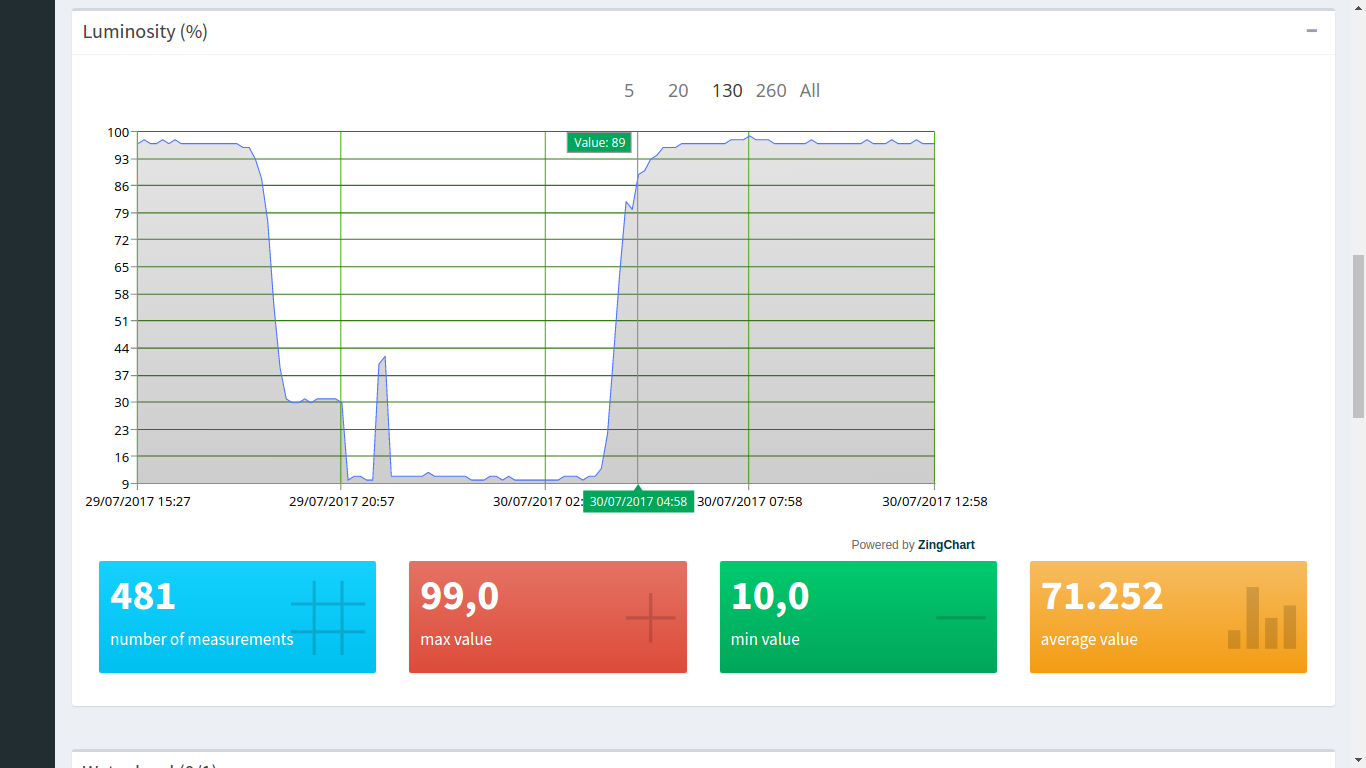 Luminosity (%)
5 20 130 260 All
100
93
86
79
72
65
58
51
44
37
30
23
16
9
Value: 89
29/07/2017 15:27 29/07/2017 20:57 30/07/2017 02: 30/07/2017 04:58 30/07/2017 07:58 30/07/2017 12:58
Powered by ZingChart
481
number of measurements
99,0
max value
10,0
min value
71.252
average value